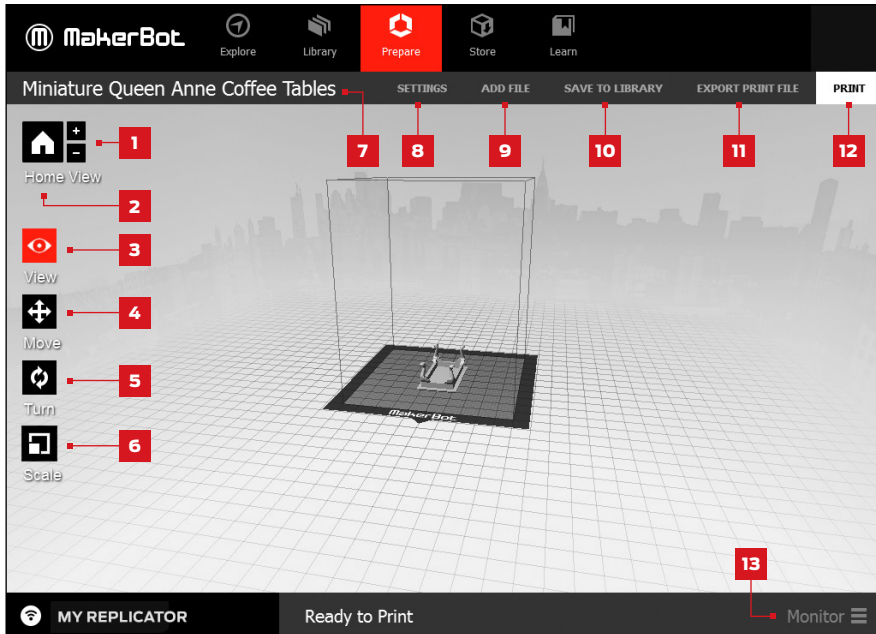 MakerBot
Explore
Library
Prepare
Store
Learn
Miniature Queen Anne Coffee Tables
SETTINGS
ADD FILE
SAVE TO LIBRARY
EXPORT PRINT FILE
PRINT
7
8
9
10
11
12
+
-
1
Home View
2
3
View
4
Move
5
Turn
6
Scale
MakerBot
13
MY REPLICATOR
Ready to Print
Monitor